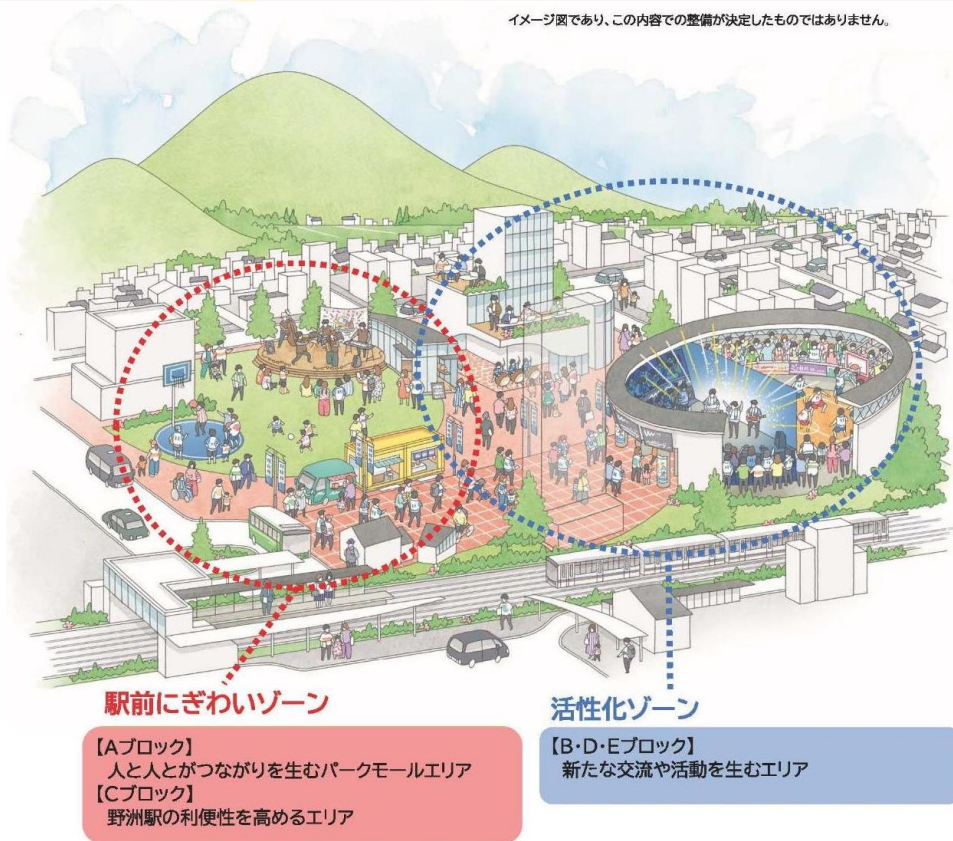 イメージ図であり、この内容での整備が決定したものではありません。
駅前にぎわいゾーン
【Aブロック】
人と人とがつながりを生むパークモールエリア
【Cブロック】
野洲駅の利便性を高めるエリア
活性化ゾーン
【B・D・Eブロック】
新たな交流や活動を生むエリア